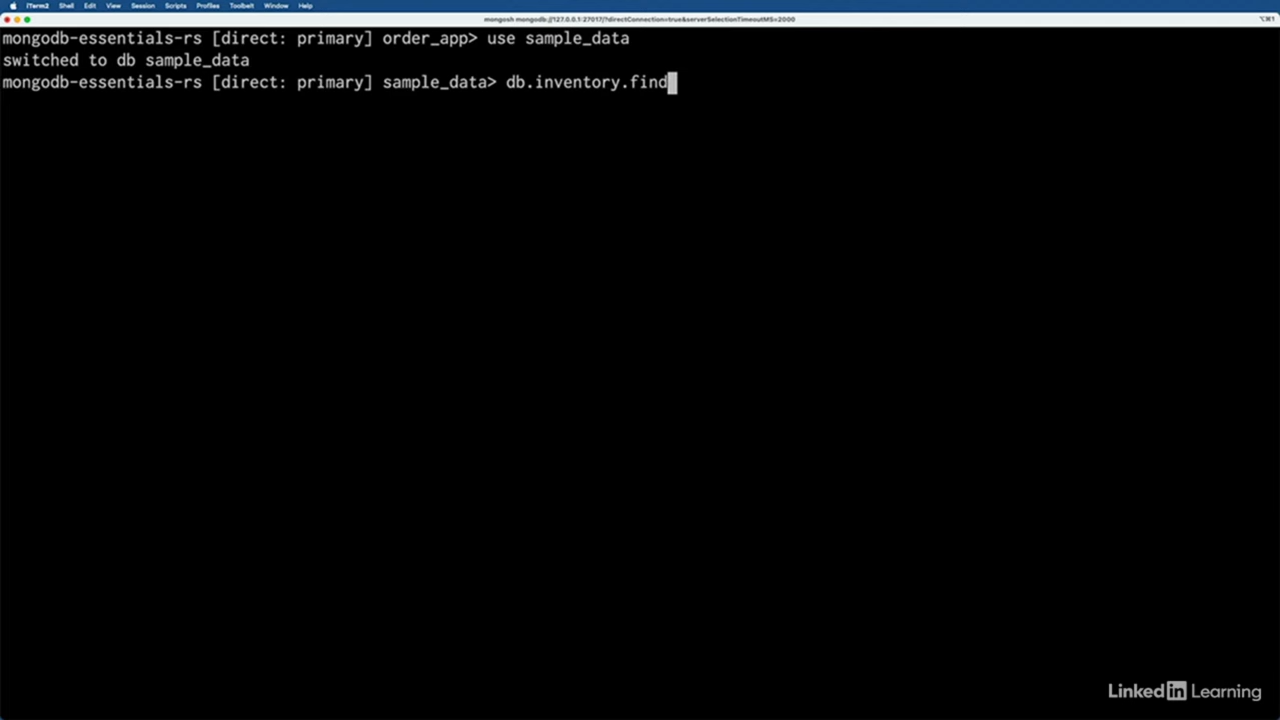 iTerm2 Shell Edit View Session Scripts Profiles Toolbelt Window Help
mongosh mongodb://127.0.0.1:27017/?directConnection=true&serverSelectionTimeoutMS=2000 ⌥⌘1
mongodb-essentials-rs [direct: primary] order_app> use sample_data
switched to db sample_data
mongodb-essentials-rs [direct: primary] sample_data> db.inventory.find
Linked in Learning